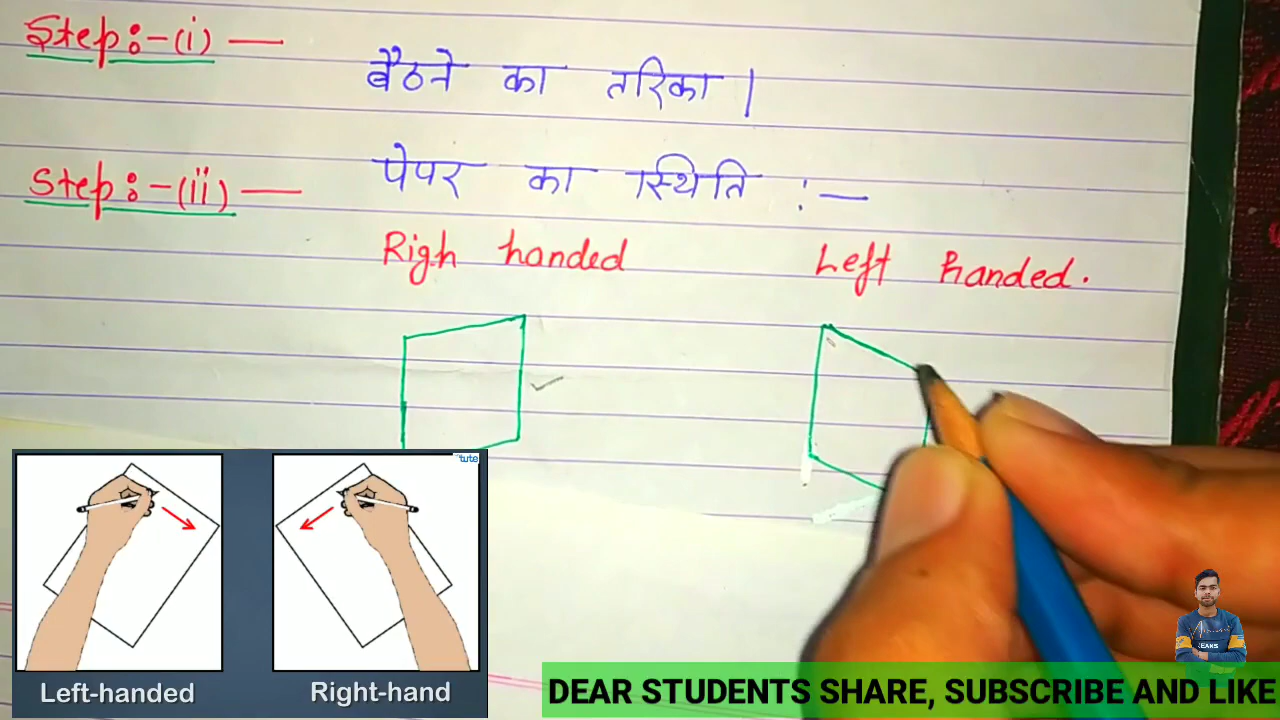 Step:-(i) —
बैठने का तरिका |
Step:-(ii) —
पेपर का स्थिति :—
Righ handed
Left handed.
tute
Left-handed
Right-hand
DEAR STUDENTS SHARE, SUBSCRIBE AND LIKE